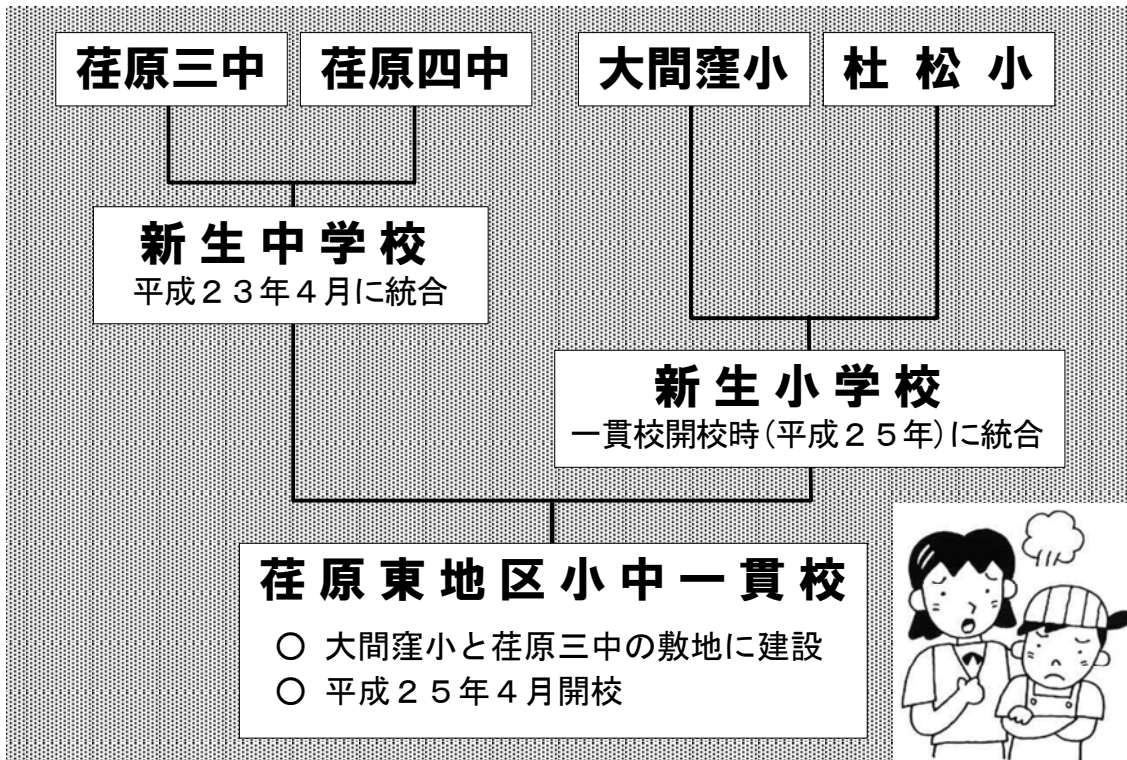 荏原三中
荏原四中
大間窪小
杜松小
新生中学校
平成２３年４月に統合
新生小学校
一貫校開校時(平成２５年)に統合
荏原東地区小中一貫校
○ 大間窪小と荏原三中の敷地に建設
○ 平成２５年４月開校